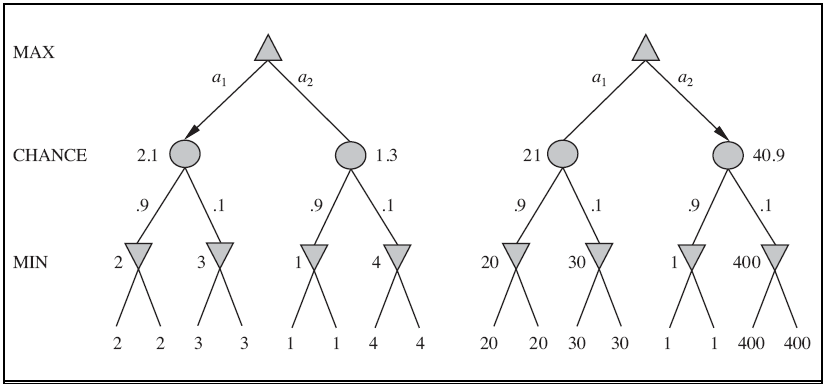 MAX
a1 a2 a1 a2
CHANCE 2.1 1.3 21 40.9
.9 .1 .9 .1 .9 .1 .9 .1
MIN 2 3 1 4 20 30 1 400
2 2 3 3 1 1 4 4 20 20 30 30 1 1 400 400